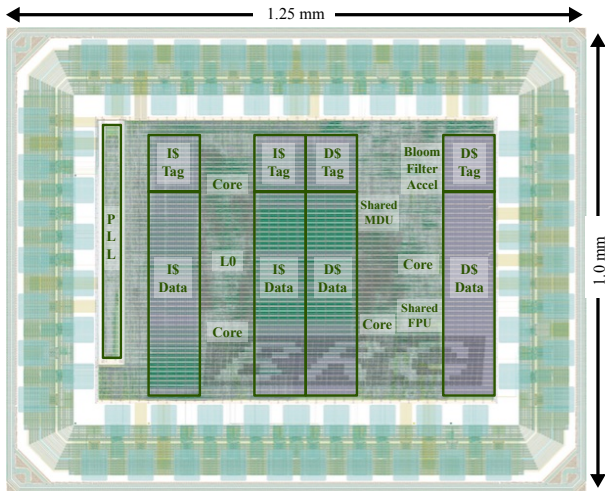 1.25 mm
I$
Tag
I$
Tag
D$
Tag
Bloom
Filter
Accel
D$
Tag
Core
P
L
L
Shared
MDU
L0
I$
Data
I$
Data
D$
Data
Core
D$
Data
1.0 mm
Core
Core
Shared
FPU